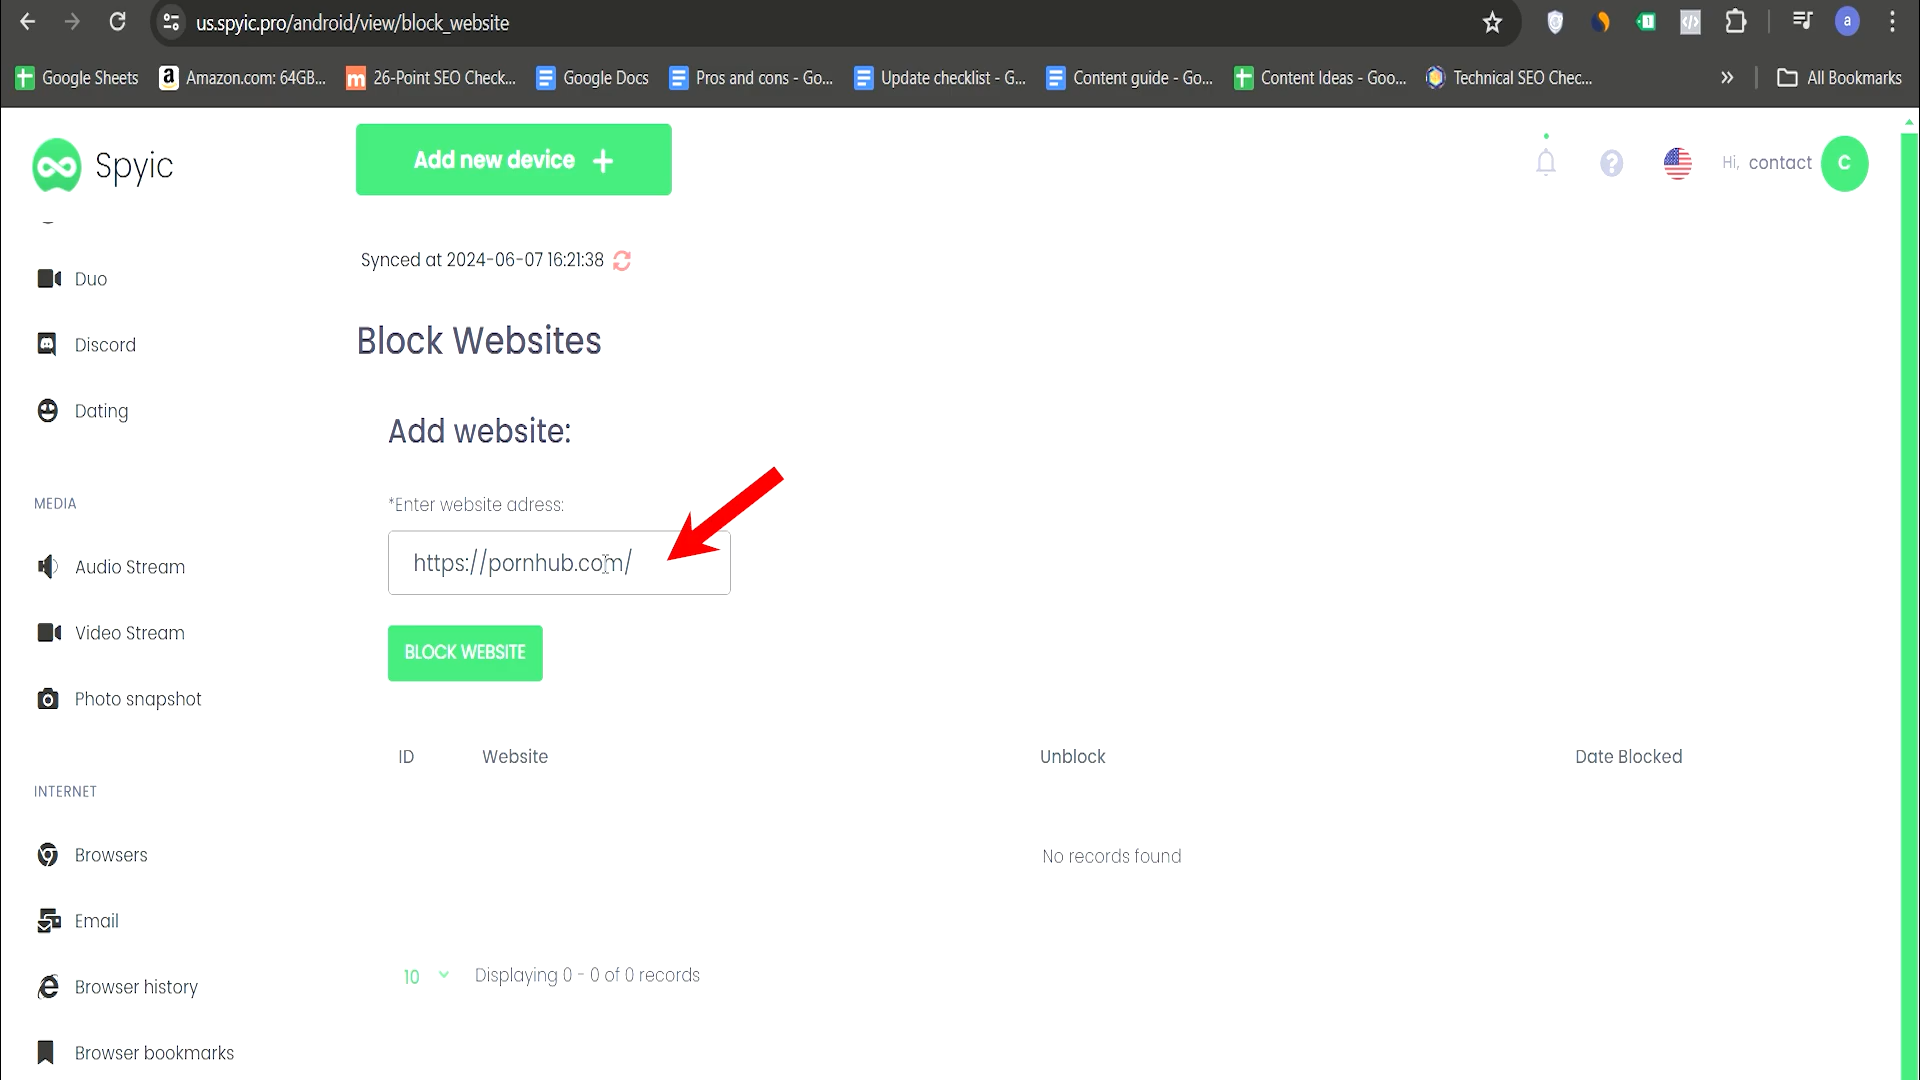 us.spyic.pro/android/view/block_website
1
a
Google Sheets
Amazon.com: 64GB...
26-Point SEO Check...
Google Docs
Pros and cons - Go...
Update checklist - G...
Content guide - Go...
Content Ideas - Goo...
Technical SEO Chec...
All Bookmarks
Spyic
Add new device +
Hi, contact
C
Synced at 2024-06-07 16:21:38
Duo
Discord
Dating
MEDIA
Audio Stream
Video Stream
Photo snapshot
INTERNET
Browsers
Email
Browser history
Browser bookmarks
Block Websites
Add website:
*Enter website adress:
https://pornhub.com/
BLOCK WEBSITE
ID Website Unblock Date Blocked
No records found
10 Displaying 0 - 0 of 0 records